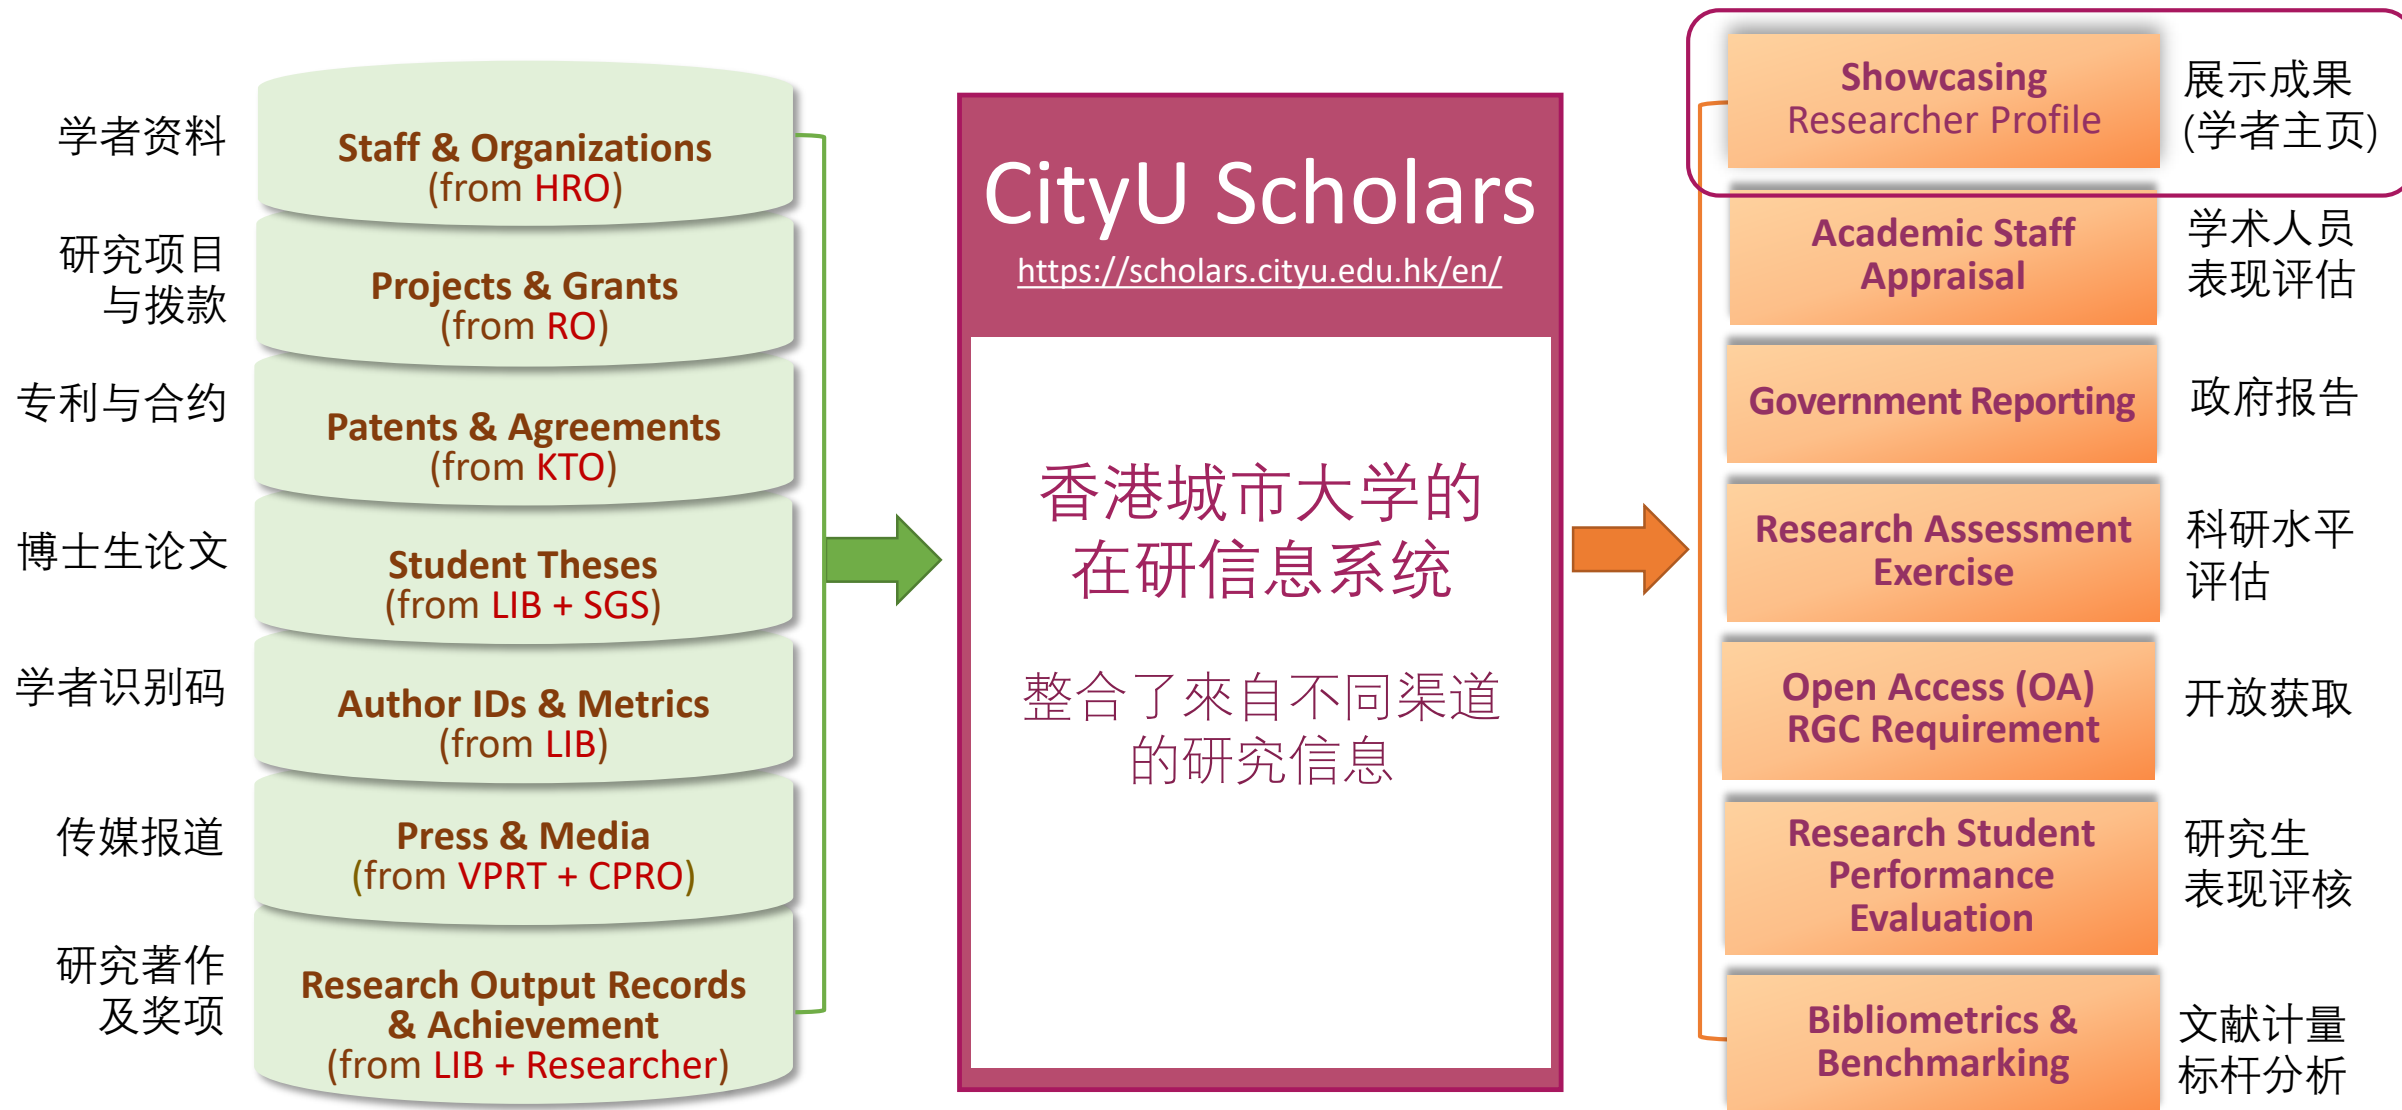 学者资料
Staff & Organizations
(from HRO)
研究项目
与拨款
Projects & Grants
(from RO)
专利与合约
Patents & Agreements
(from KTO)
博士生论文
Student Theses
(from LIB + SGS)
学者识别码
Author IDs & Metrics
(from LIB)
传媒报道
Press & Media
(from VPRT + CPRO)
研究著作
及奖项
Research Output Records
& Achievement
(from LIB + Researcher)
CityU Scholars
https://scholars.cityu.edu.hk/en/
香港城市大学的
在研信息系统
整合了來自不同渠道
的研究信息
Showcasing
Researcher Profile
展示成果
(学者主页)
Academic Staff
Appraisal
学术人员
表现评估
Government Reporting
政府报告
Research Assessment
Exercise
科研水平
评估
Open Access (OA)
RGC Requirement
开放获取
Research Student
Performance
Evaluation
研究生
表现评核
Bibliometrics &
Benchmarking
文献计量
标杆分析